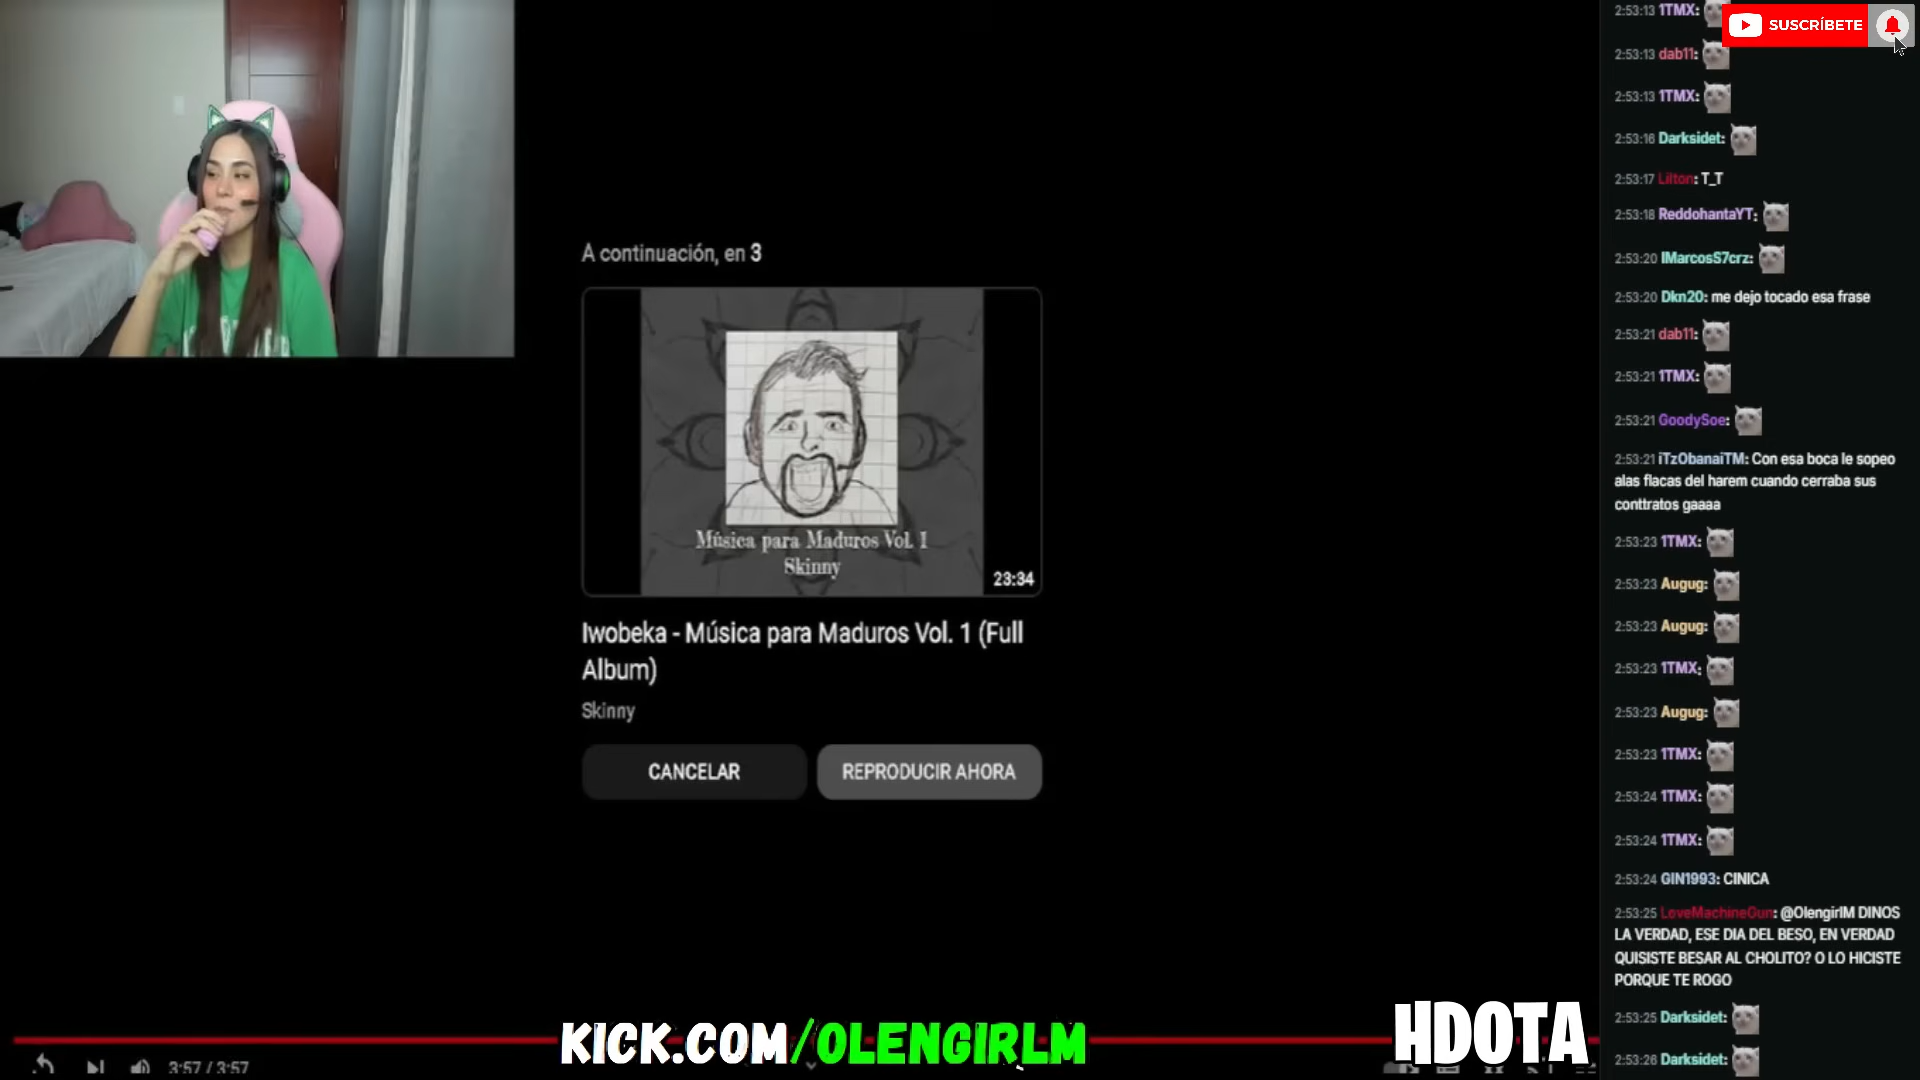 A continuación, en 3
Música para Maduros Vol. I
Skinny
23:34
Iwobeka - Música para Maduros Vol. 1 (Full
Album)
Skinny
CANCELAR
REPRODUCIR AHORA
KICK.COM/OLENGIRLM
HDOTA
3:57 / 3:57
SUSCRÍBETE
2:53:13 1TMX:
2:53:13 dab11:
2:53:13 1TMX:
2:53:16 Darksidet:
2:53:17 Lilton: T_T
2:53:18 ReddohantaYT:
2:53:20 IMarcosS7crz:
2:53:20 Dkn20: me dejo tocado esa frase
2:53:21 dab11:
2:53:21 1TMX:
2:53:21 GoodySoe:
2:53:21 iTzObanaiTM: Con esa boca le sopeo
alas flacas del harem cuando cerraba sus
conttratos gaaaa
2:53:23 1TMX:
2:53:23 Augug:
2:53:23 Augug:
2:53:23 1TMX:
2:53:23 Augug:
2:53:23 1TMX:
2:53:24 1TMX:
2:53:24 1TMX:
2:53:24 GIN1993: CINICA
2:53:25 LoveMachineGun: @OlengirlM DINOS
LA VERDAD, ESE DIA DEL BESO, EN VERDAD
QUISISTE BESAR AL CHOLITO? O LO HICISTE
PORQUE TE ROGO
2:53:25 Darksidet:
2:53:26 Darksidet: